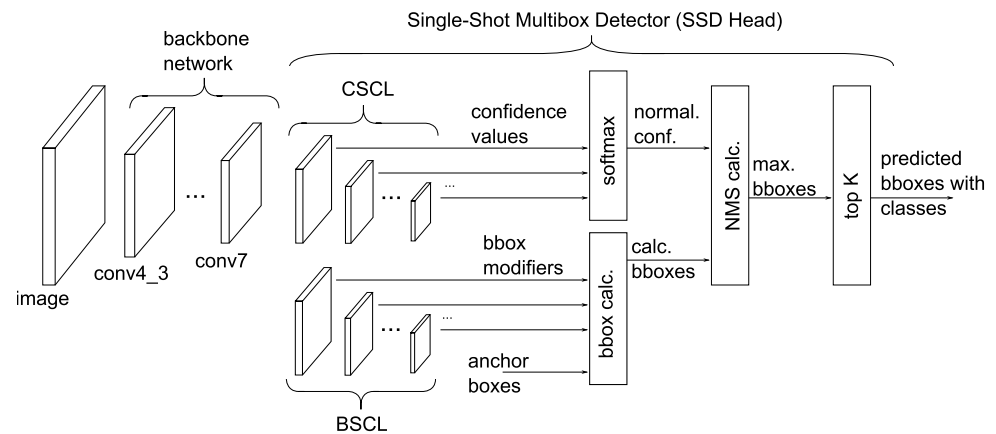 Single-Shot Multibox Detector (SSD Head)
backbone
network
CSCL
confidence
values
softmax
normal.
conf.
NMS calc.
max.
bboxes
top K
predicted
bboxes with
classes
...
...
...
image
conv4_3
conv7
bbox
modifiers
bbox calc.
calc.
bboxes
...
...
anchor
boxes
BSCL